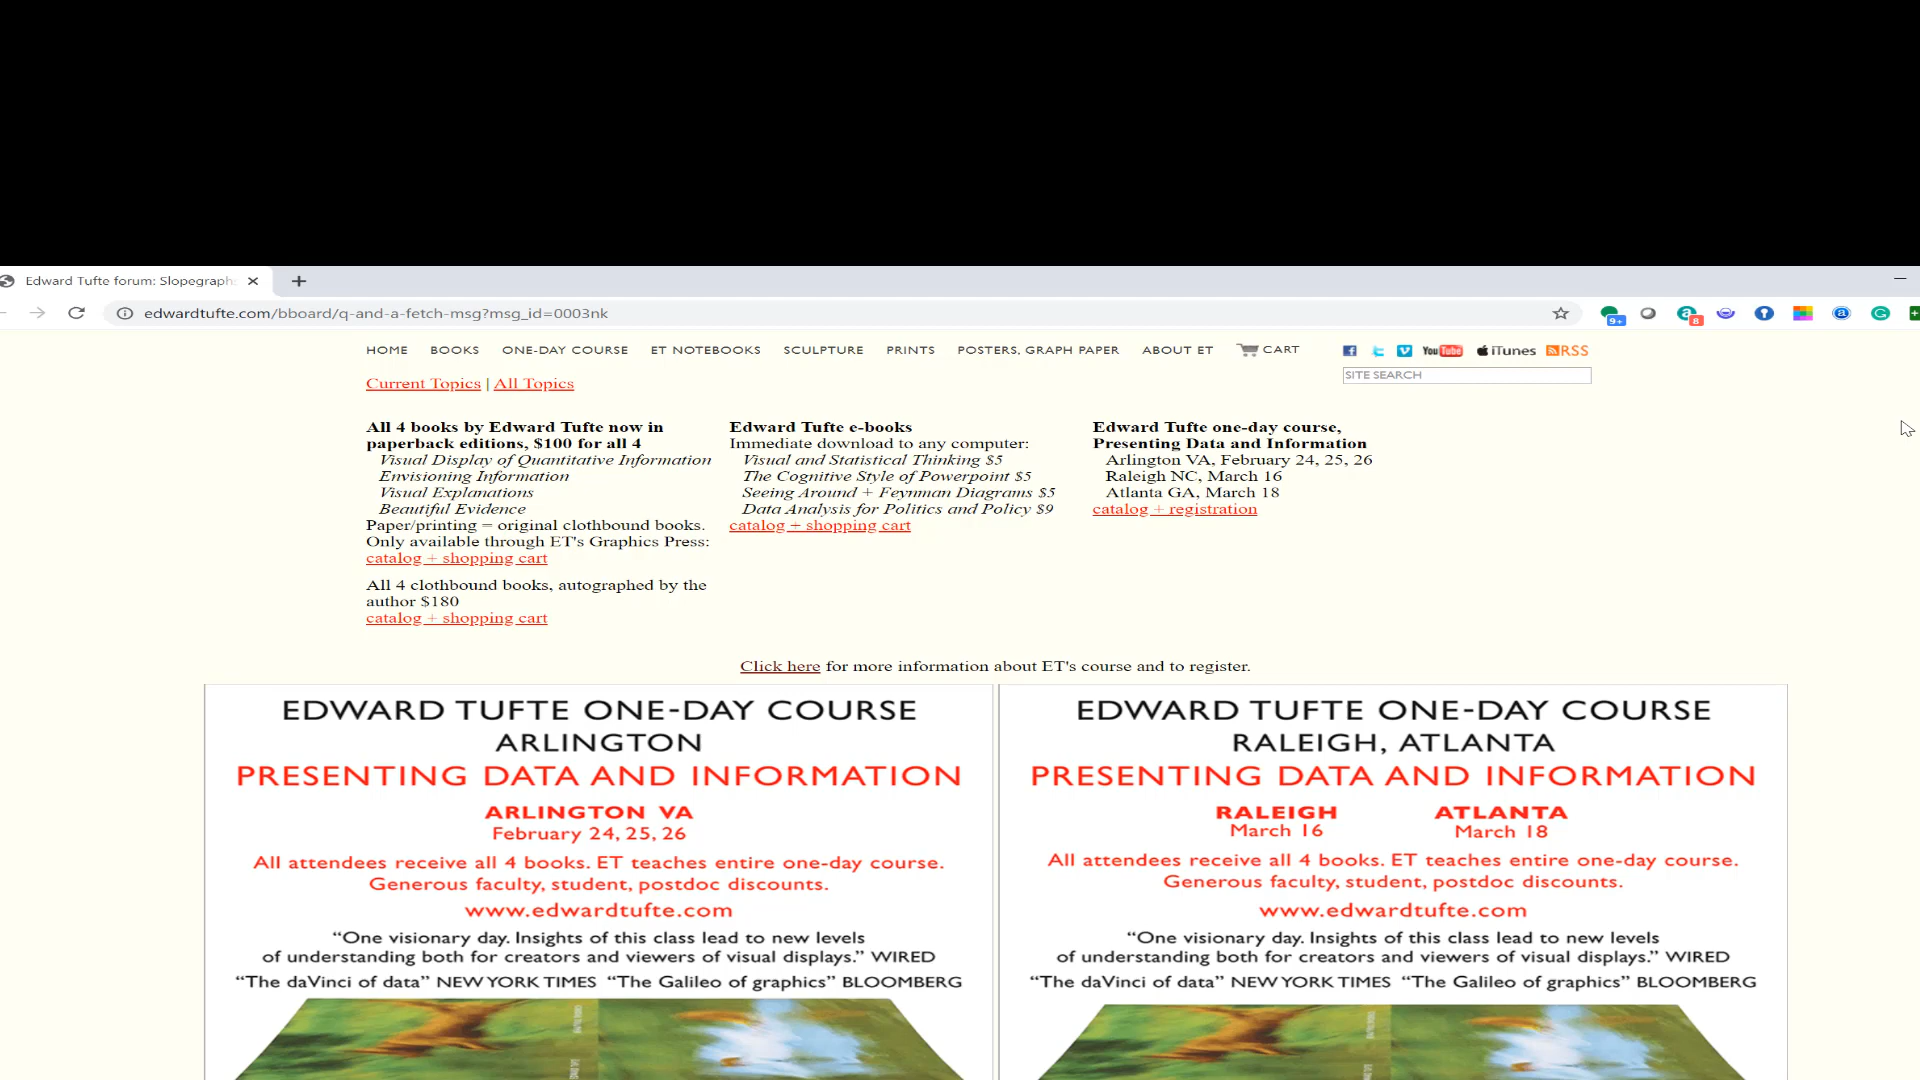 Edward Tufte forum: Slopegraph
edwardtufte.com/bboard/q-and-a-fetch-msg?msg_id=0003nk
9+
a
8
a
G
HOME BOOKS ONE-DAY COURSE ET NOTEBOOKS SCULPTURE PRINTS POSTERS, GRAPH PAPER ABOUT ET CART
f t v YouTube iTunes RSS
SITE SEARCH
Current Topics | All Topics
All 4 books by Edward Tufte now in
paperback editions, $100 for all 4
Visual Display of Quantitative Information
Envisioning Information
Visual Explanations
Beautiful Evidence
Paper/printing = original clothbound books.
Only available through ET's Graphics Press:
catalog + shopping cart
All 4 clothbound books, autographed by the
author $180
catalog + shopping cart
Edward Tufte e-books
Immediate download to any computer:
Visual and Statistical Thinking $5
The Cognitive Style of Powerpoint $5
Seeing Around + Feynman Diagrams $5
Data Analysis for Politics and Policy $9
catalog + shopping cart
Edward Tufte one-day course,
Presenting Data and Information
Arlington VA, February 24, 25, 26
Raleigh NC, March 16
Atlanta GA, March 18
catalog + registration
Click here for more information about ET's course and to register.
EDWARD TUFTE ONE-DAY COURSE
ARLINGTON
PRESENTING DATA AND INFORMATION
ARLINGTON VA
February 24, 25, 26
All attendees receive all 4 books. ET teaches entire one-day course.
Generous faculty, student, postdoc discounts.
www.edwardtufte.com
“One visionary day. Insights of this class lead to new levels
of understanding both for creators and viewers of visual displays.” WIRED
“The daVinci of data” NEW YORK TIMES “The Galileo of graphics” BLOOMBERG
EDWARD TUFTE ONE-DAY COURSE
RALEIGH, ATLANTA
PRESENTING DATA AND INFORMATION
RALEIGH ATLANTA
March 16 March 18
All attendees receive all 4 books. ET teaches entire one-day course.
Generous faculty, student, postdoc discounts.
www.edwardtufte.com
“One visionary day. Insights of this class lead to new levels
of understanding both for creators and viewers of visual displays.” WIRED
“The daVinci of data” NEW YORK TIMES “The Galileo of graphics” BLOOMBERG